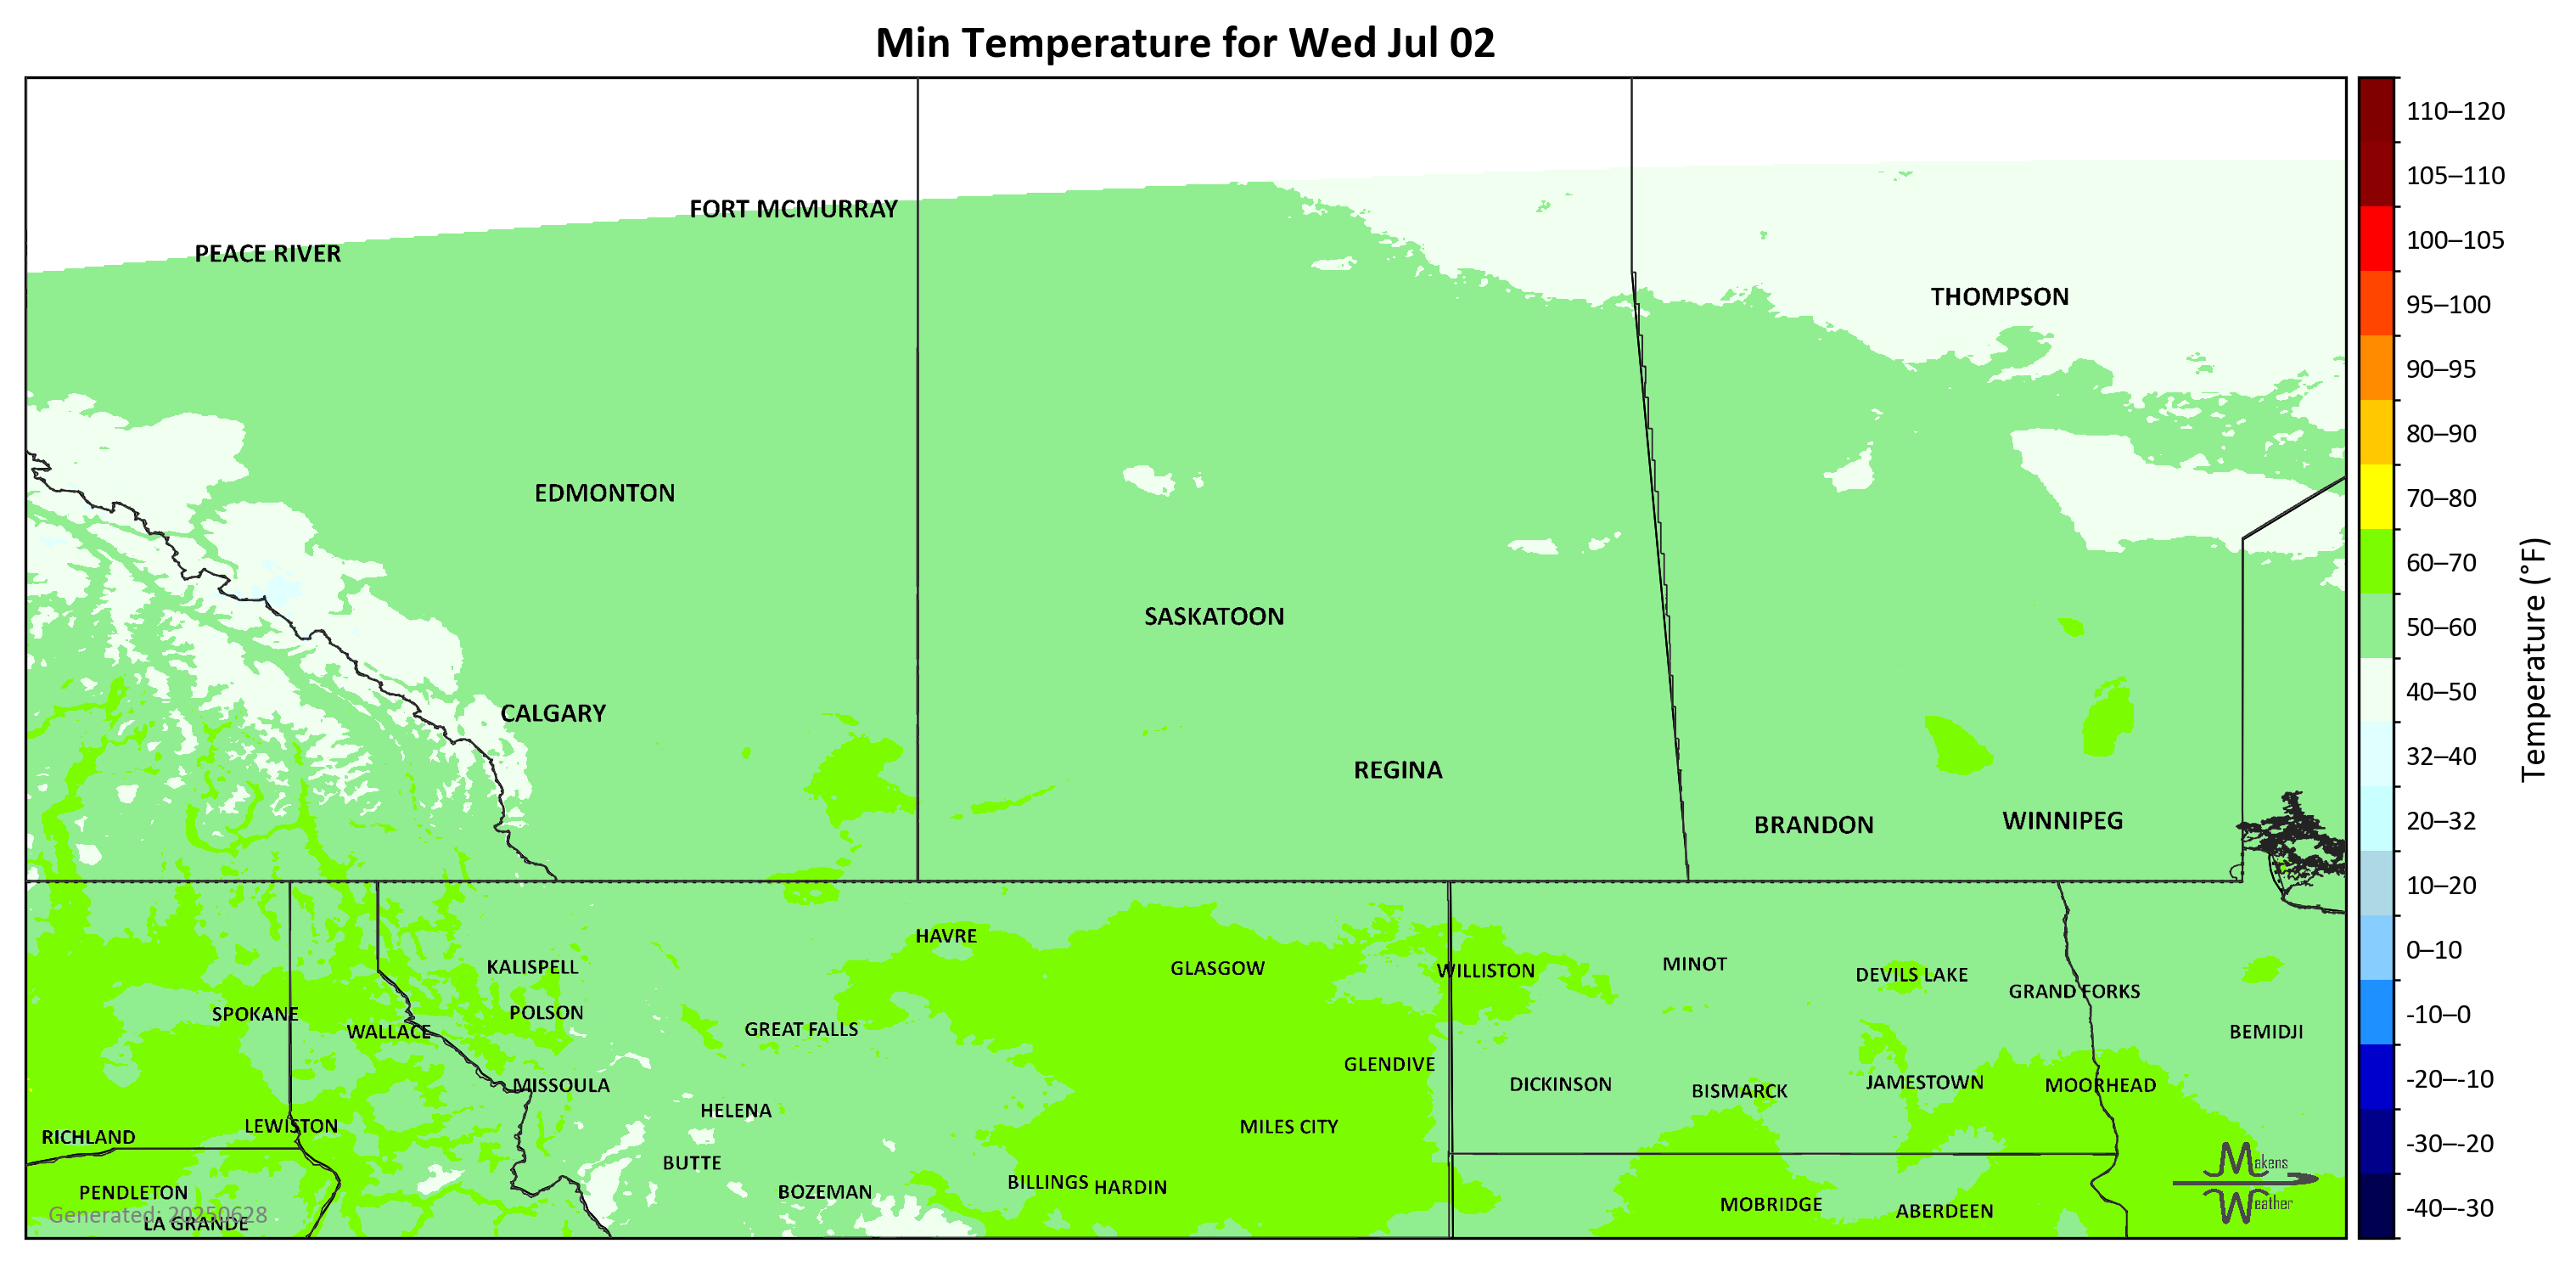 Min Temperature for Wed Jul 02
FORT MCMURRAY
PEACE RIVER
THOMPSON
EDMONTON
SASKATOON
CALGARY
REGINA
BRANDON
WINNIPEG
HAVRE
KALISPELL
GLASGOW
WILLISTON
MINOT
DEVILS LAKE
GRAND FORKS
SPOKANE
POLSON
WALLACE
GREAT FALLS
BEMIDJI
GLENDIVE
MISSOULA
DICKINSON
BISMARCK
JAMESTOWN
MOORHEAD
HELENA
LEWISTON
MILES CITY
RICHLAND
BUTTE
BILLINGS
HARDIN
PENDLETON
BOZEMAN
MOBRIDGE
ABERDEEN
Generated: 20250628
LA GRANDE
Makens
Weather
110–120
105–110
100–105
95–100
90–95
80–90
70–80
60–70
50–60
40–50
32–40
20–32
10–20
0–10
-10–0
-20–-10
-30–-20
-40–-30
Temperature (°F)